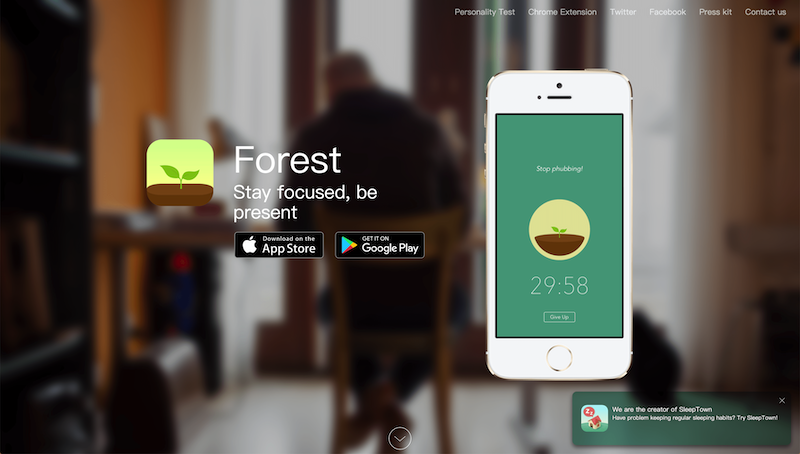 Personality Test
Chrome Extension
Twitter
Facebook
Press kit
Contact us
Forest
Stay focused, be
present
Download on the
App Store
GET IT ON
Google Play
Stop phubbing!
29:58
Give Up
We are the creator of SleepTown
Have problem keeping regular sleeping habits? Try SleepTown!